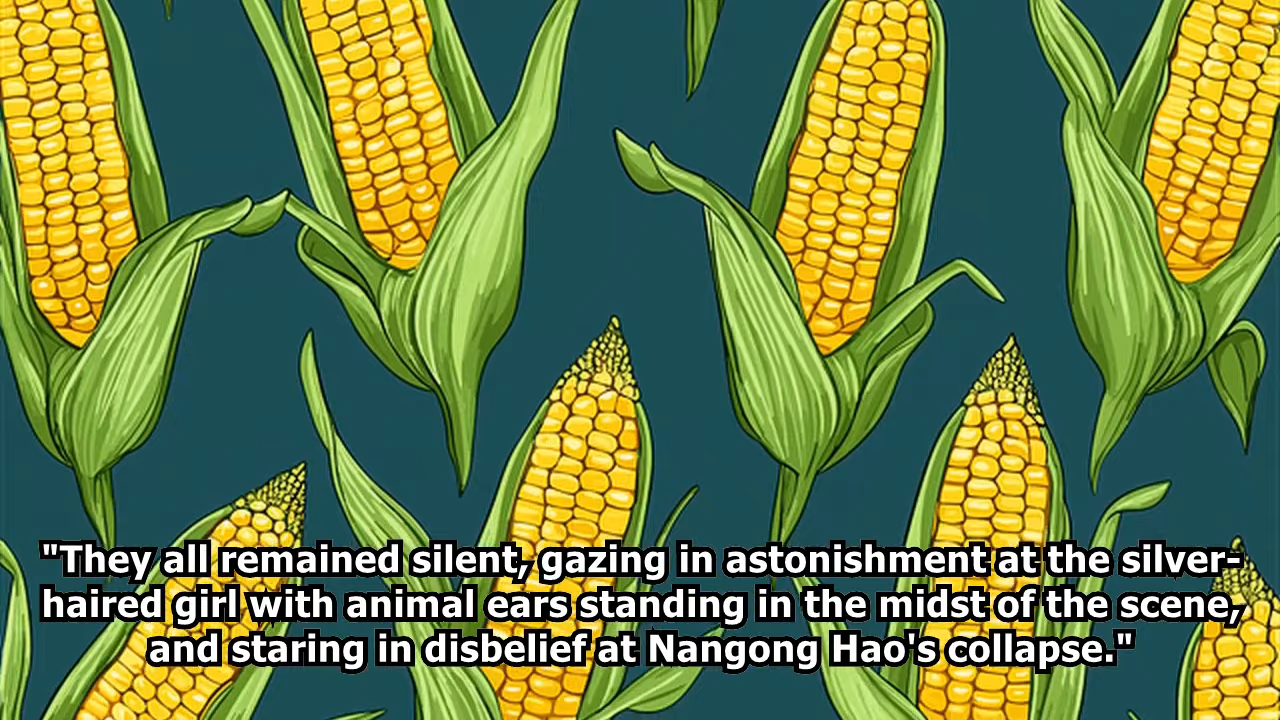 "They all remained silent, gazing in astonishment at the silver-
haired girl with animal ears standing in the midst of the scene,
and staring in disbelief at Nangong Hao's collapse."